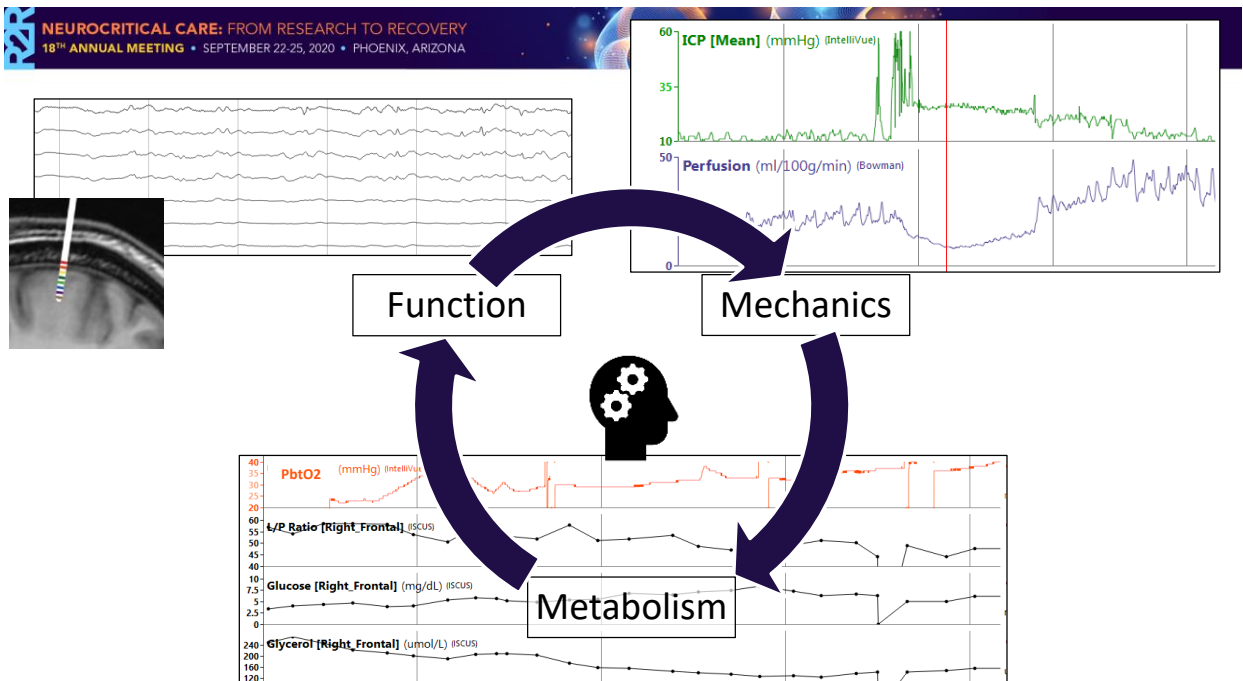 R2R
NEUROCRITICAL CARE: FROM RESEARCH TO RECOVERY
18TH ANNUAL MEETING • SEPTEMBER 22-25, 2020 • PHOENIX, ARIZONA
60
ICP [Mean] (mmHg) (IntelliVue)
35
10
50
Perfusion (ml/100g/min) (Bowman)
0
Function
Mechanics
40
PbtO2 (mmHg) (IntelliVue
35
30
25
20
60
L/P Ratio [Right_Frontal] (ISCUS)
55
50
45
40
10
Glucose [Right_Frontal] (mg/dL) (ISCUS)
7.5
5
2.5
0
Metabolism
Glycerol [Right_Frontal] (umol/L) (ISCUS)
240
200
160
120